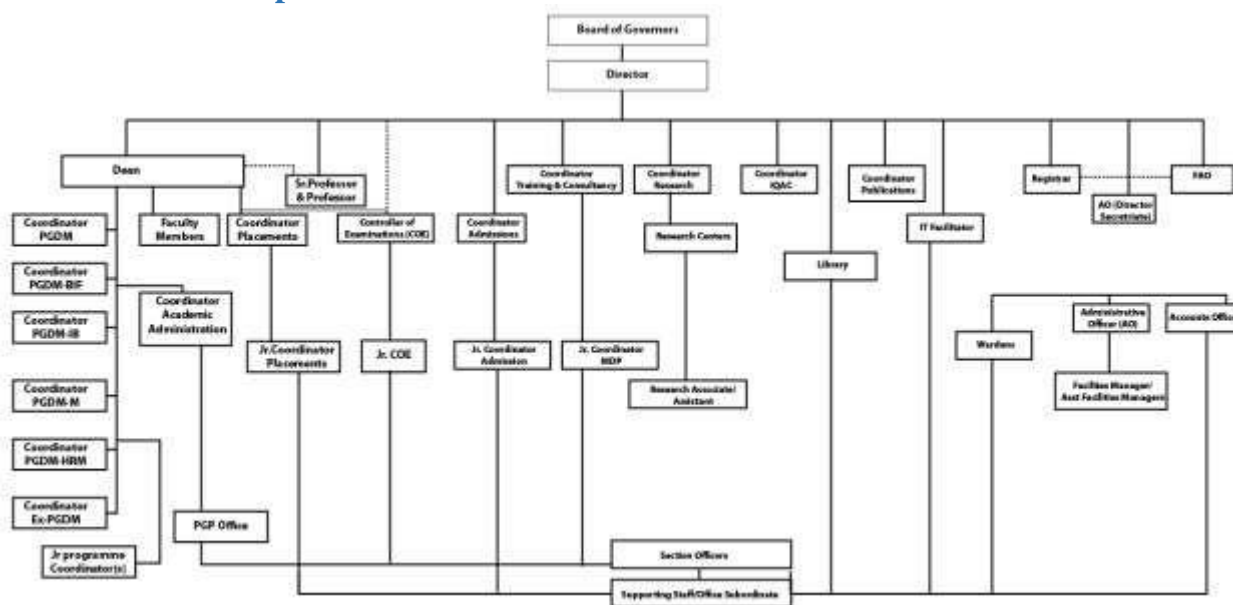 Board of Governors
Director
Dean
Sr.Professor
& Professor
Coordinator
Training & Consultancy
Coordinator
Research
Coordinator
IQAC
Coordinator
Publications
Registrar
FAO
AO (Director
Secretriate)
Coordinator
PGDM
Faculty
Members
Coordinator
Placements
Controller of
Examinations (COE)
Coordinator
Admissions
Research Centers
IT Facilitator
Library
Coordinator
PGDM-BIF
Coordinator
Academic
Administration
Coordinator
PGDM-IB
Jr.Coordinator
Placements
Jr. COE
Jr. Coordinator
Admission
Jr. Coordinator
MDP
Wardens
Administrative
Officer (AO)
Accounts Office
Research Associate/
Assistant
Facilities Manager/
Asst Facilities Managers
Coordinator
PGDM-M
Coordinator
PGDM-HRM
Coordinator
Ex-PGDM
PGP Office
Jr programme
Coordinator(s)
Section Officers
Supporting Staff/Office Subordinate